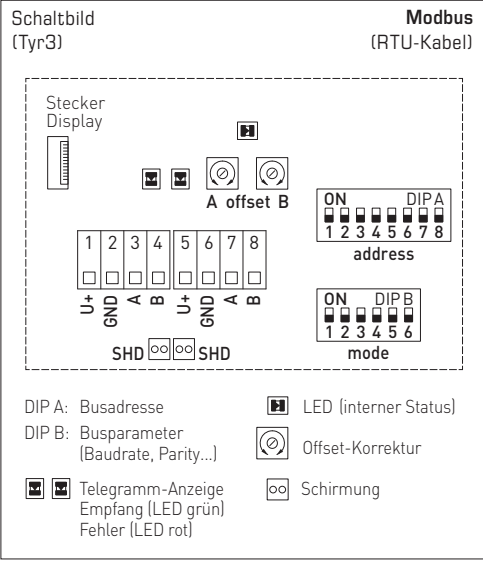 Schaltbild
(Tyr3)
Modbus
(RTU-Kabel)
Stecker
Display
A offset B
ON DIP A
1 2 3 4 5 6 7 8
address
1 2 3 4 5 6 7 8
U+ GND A B U+ GND A B
ON DIP B
1 2 3 4 5 6
mode
SHD SHD
DIP A: Busadresse
DIP B: Busparameter
(Baudrate, Parity...)
Telegramm-Anzeige
Empfang (LED grün)
Fehler (LED rot)
LED (interner Status)
Offset-Korrektur
Schirmung